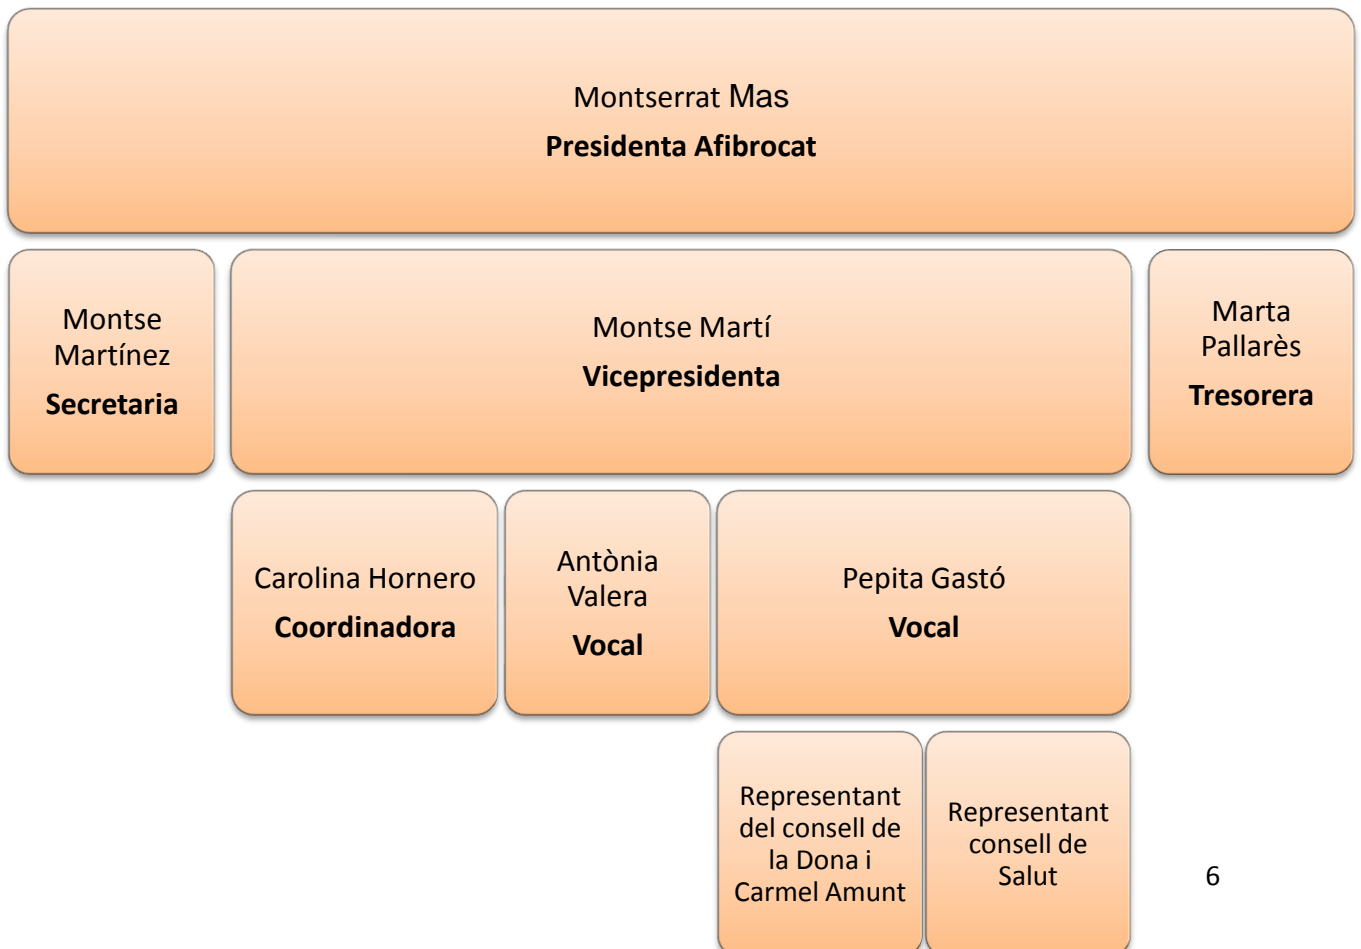 Montserrat Mas
Presidenta Afibrocat
Montse
Martínez
Secretaria
Montse Martí
Vicepresidenta
Marta
Pallarès
Tresorera
Carolina Hornero
Coordinadora
Antònia
Valera
Vocal
Pepita Gastó
Vocal
Representant
del consell de
la Dona i
Carmel Amunt
Representant
consell de
Salut
6